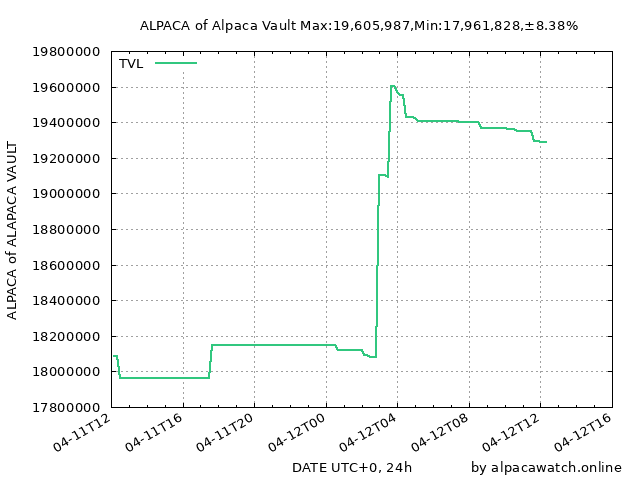 ALPACA of Alpaca Vault Max:19,605,987,Min:17,961,828,±8.38%
TVL
19800000
19600000
19400000
19200000
19000000
18800000
18600000
18400000
18200000
18000000
17800000
ALPACA of ALAPACA VAULT
04-11T12
04-11T16
04-11T20
04-12T00
04-12T04
04-12T08
04-12T12
04-12T16
DATE UTC+0, 24h
by alpacawatch.online